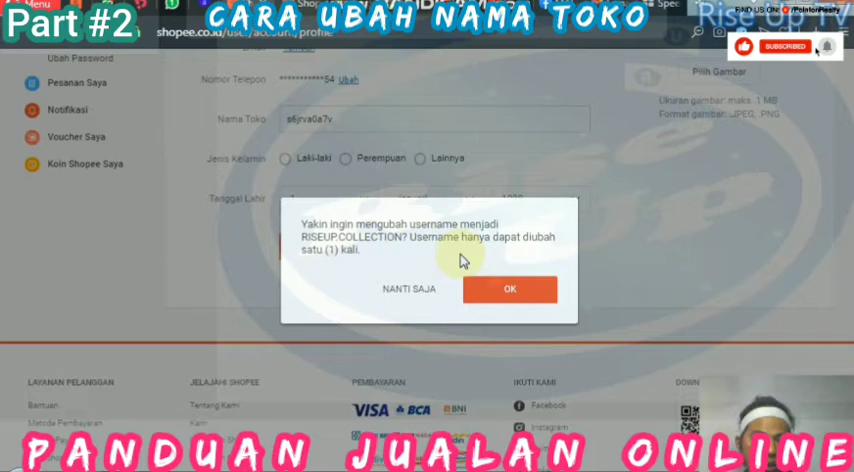 Menu
Part #2
CARA UBAH NAMA TOKO
Rise Up TV
FIND US ON:
shopee.co.id/user/account/profile
SUBSCRIBED
Ubah Password
Pesanan Saya
Notifikasi
Voucher Saya
Koin Shopee Saya
Nomor Telepon ***********54 Ubah
Nama Toko s6jrva0a7v
Jenis Kelamin Laki-laki Perempuan Lainnya
Tanggal Lahir
Pilih Gambar
Ukuran gambar: maks. 1 MB
Format gambar: .JPEG, .PNG
Yakin ingin mengubah username menjadi
RISEUP.COLLECTION? Username hanya dapat diubah
satu (1) kali.
NANTI SAJA OK
LAYANAN PELANGGAN JELAJAHI SHOPEE PEMBAYARAN IKUTI KAMI DOWN
Bantuan Tentang Kami VISA BCA BNI Facebook
Metode Pembayaran Instagram
PANDUAN JUALAN ONLINE